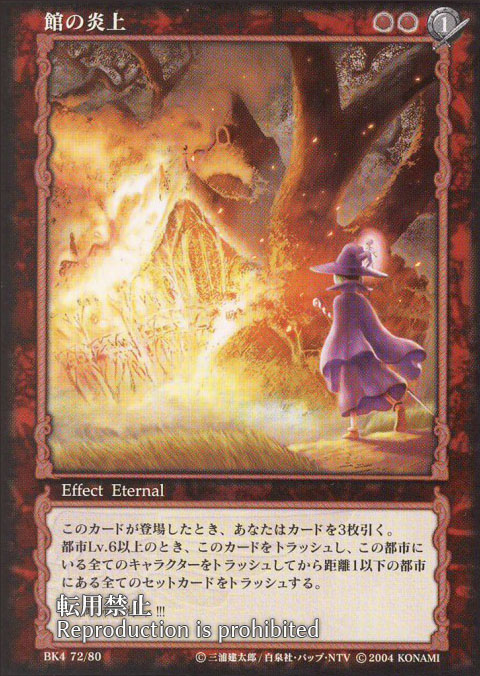 館の炎上
1
Effect Eternal
このカードが登場したとき、あなたはカードを3枚引く。
都市Lv.6以上のとき、このカードをトラッシュし、この都市に
いる全てのキャラクターをトラッシュしてから距離1以下の都市
にある全てのセットカードをトラッシュする。
転用禁止 !!!
Reproduction is prohibited
BK4 72/80
©三浦建太郎/白泉社・バップ・NTV ©2004 KONAMI